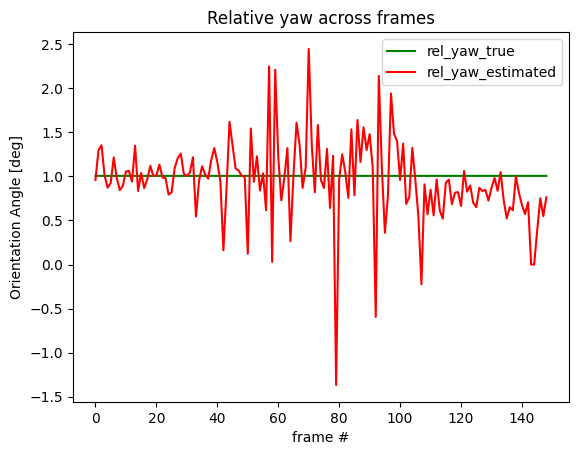 Relative yaw across frames
rel_yaw_true
rel_yaw_estimated
Orientation Angle [deg]
2.5
2.0
1.5
1.0
0.5
0.0
−0.5
−1.0
−1.5
0 20 40 60 80 100 120 140
frame #